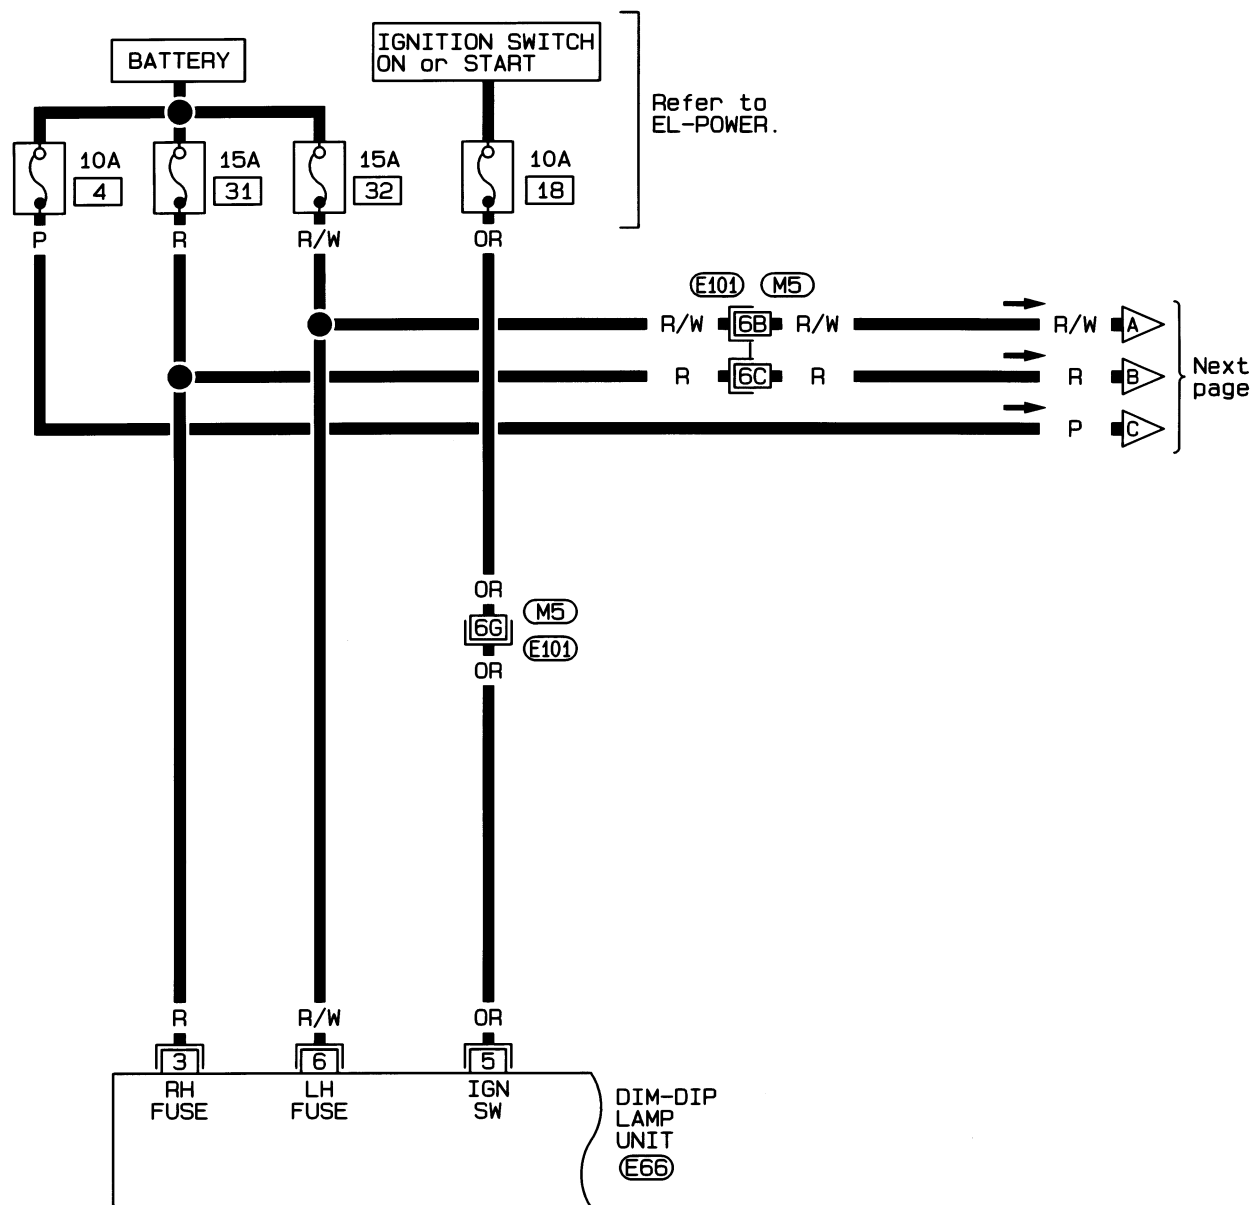 BATTERY
IGNITION SWITCH
ON or START
Refer to
EL-POWER.
10A
4
15A
31
15A
32
10A
18
P
R
R/W
OR
E101
M5
R/W
6B
R/W
R/W
A
R
6C
R
R
B
P
C
Next
page
OR
6G
M5
E101
OR
R
R/W
OR
3
6
5
RH
FUSE
LH
FUSE
IGN
SW
DIM-DIP
LAMP
UNIT
E66